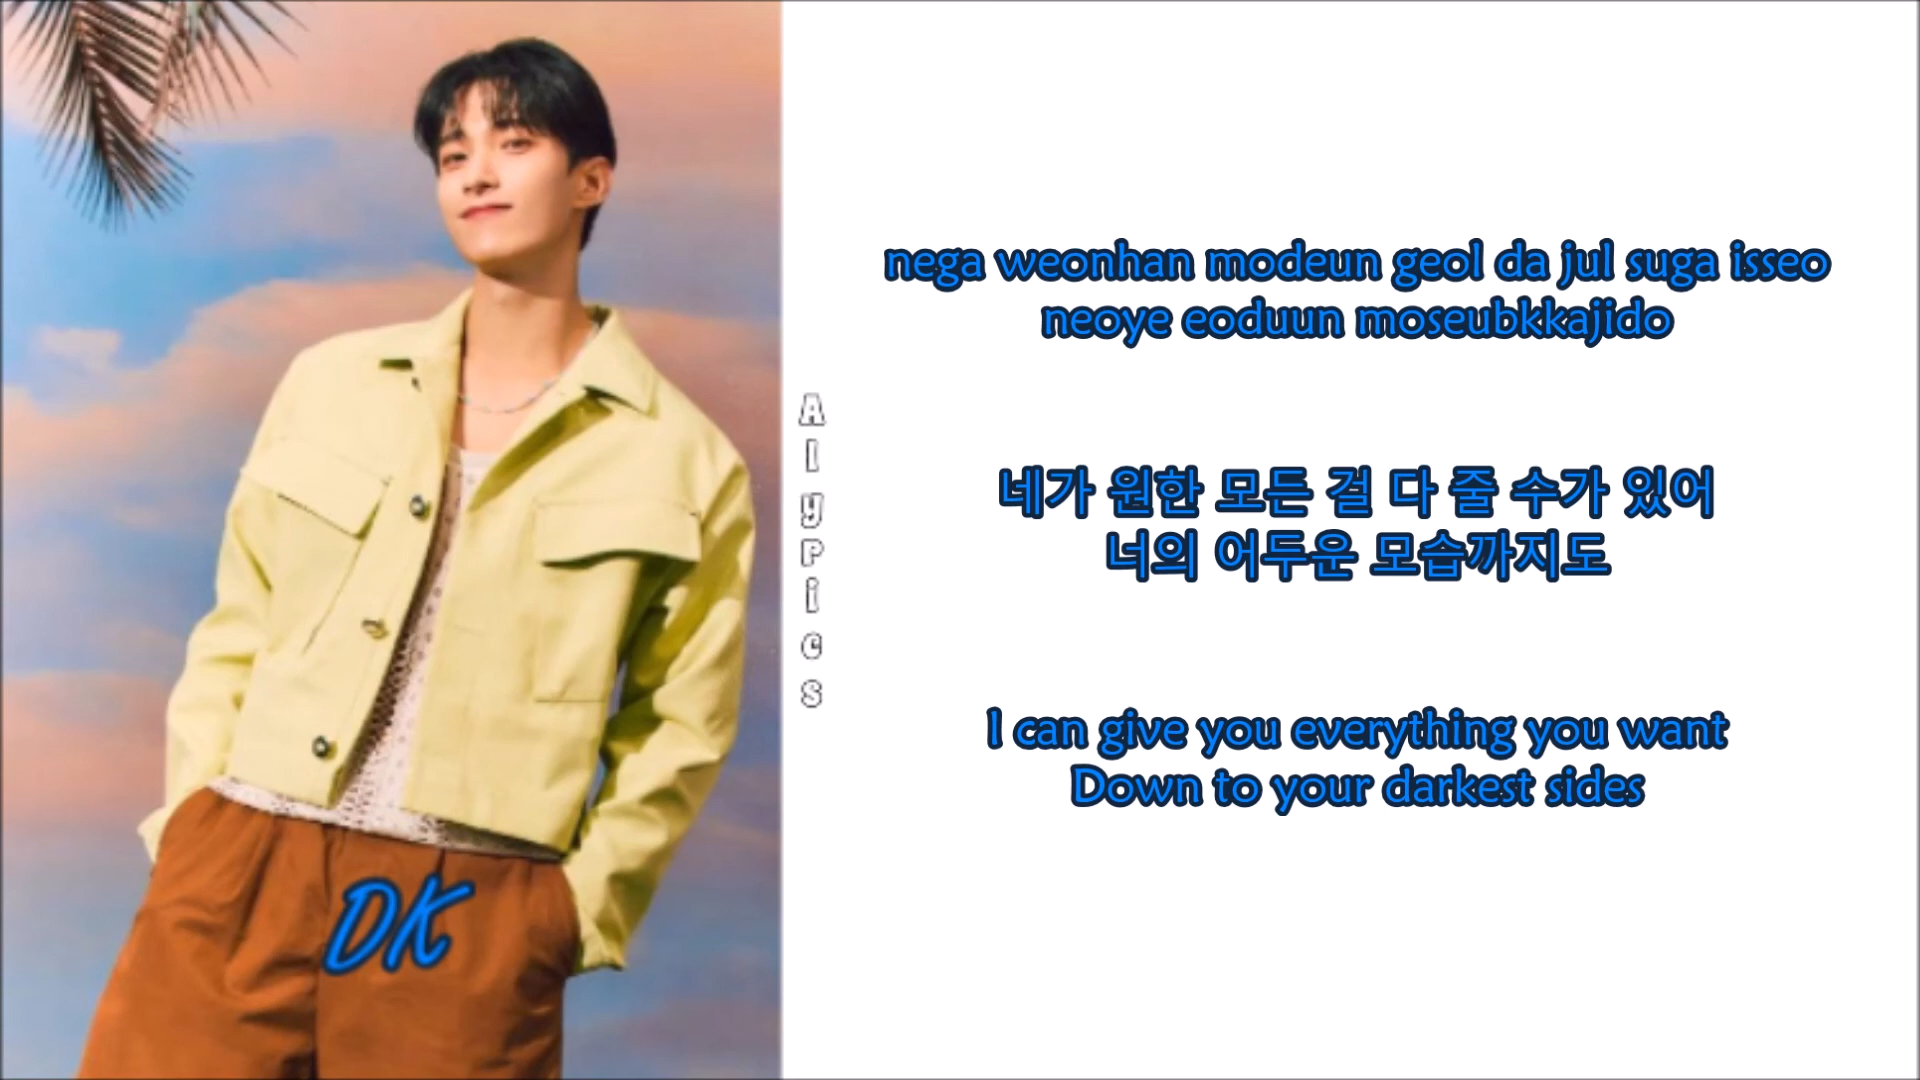 nega weonhan modeun geol da jul suga isseo
neoye eoduun moseubkkajido
AlyPics
네가 원한 모든 걸 다 줄 수가 있어
너의 어두운 모습까지도
I can give you everything you want
Down to your darkest sides
DK